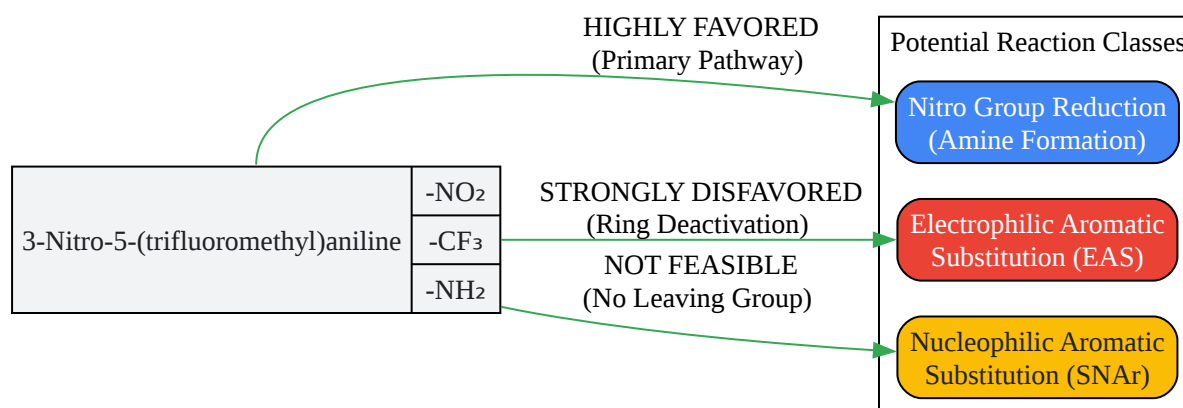 HIGHLY FAVORED
(Primary Pathway)
Potential Reaction Classes
Nitro Group Reduction
(Amine Formation)
3-Nitro-5-(trifluoromethyl)aniline
-NO₂
-CF₃
-NH₂
STRONGLY DISFAVORED
(Ring Deactivation)
Electrophilic Aromatic
Substitution (EAS)
NOT FEASIBLE
(No Leaving Group)
Nucleophilic Aromatic
Substitution (SNAr)